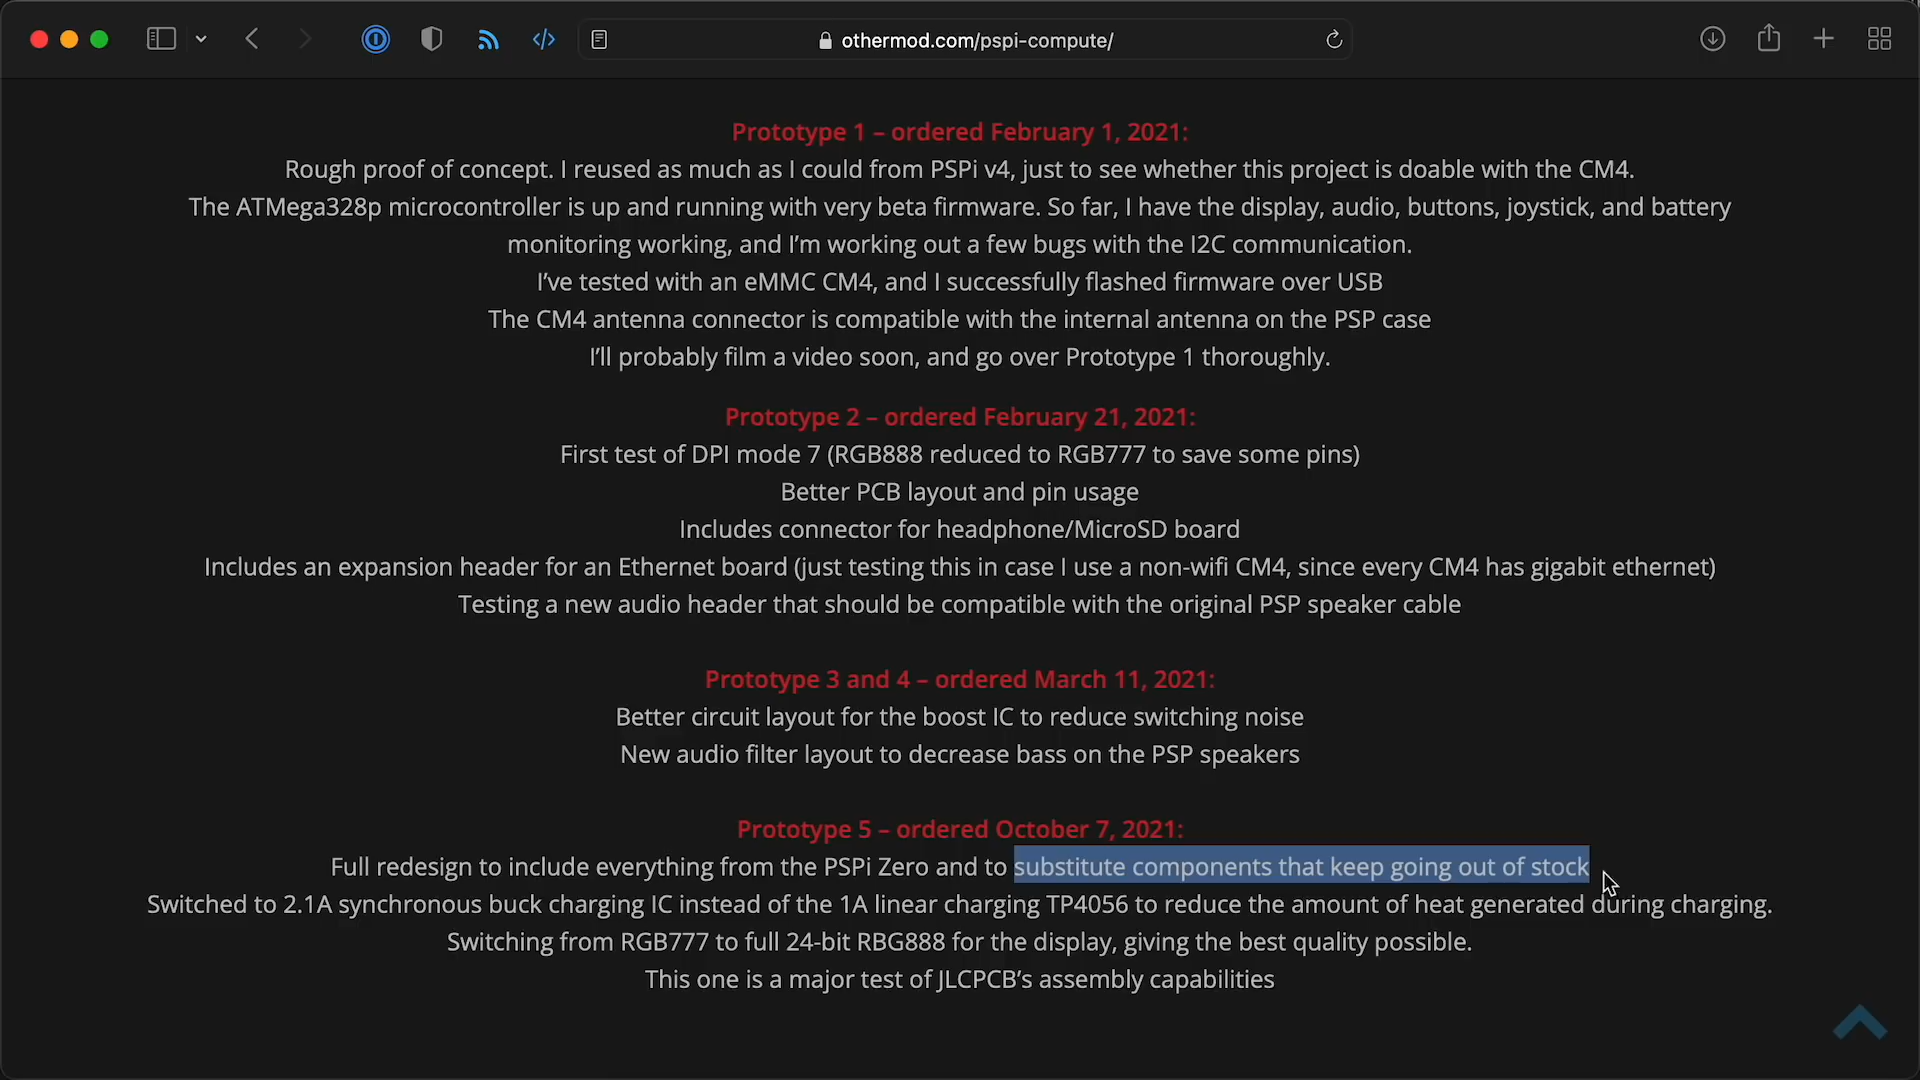 othermod.com/pspi-compute/
Prototype 1 – ordered February 1, 2021:
Rough proof of concept. I reused as much as I could from PSPi v4, just to see whether this project is doable with the CM4.
The ATMega328p microcontroller is up and running with very beta firmware. So far, I have the display, audio, buttons, joystick, and battery
monitoring working, and I’m working out a few bugs with the I2C communication.
I’ve tested with an eMMC CM4, and I successfully flashed firmware over USB
The CM4 antenna connector is compatible with the internal antenna on the PSP case
I’ll probably film a video soon, and go over Prototype 1 thoroughly.
Prototype 2 – ordered February 21, 2021:
First test of DPI mode 7 (RGB888 reduced to RGB777 to save some pins)
Better PCB layout and pin usage
Includes connector for headphone/MicroSD board
Includes an expansion header for an Ethernet board (just testing this in case I use a non-wifi CM4, since every CM4 has gigabit ethernet)
Testing a new audio header that should be compatible with the original PSP speaker cable
Prototype 3 and 4 – ordered March 11, 2021:
Better circuit layout for the boost IC to reduce switching noise
New audio filter layout to decrease bass on the PSP speakers
Prototype 5 – ordered October 7, 2021:
Full redesign to include everything from the PSPi Zero and to substitute components that keep going out of stock
Switched to 2.1A synchronous buck charging IC instead of the 1A linear charging TP4056 to reduce the amount of heat generated during charging.
Switching from RGB777 to full 24-bit RBG888 for the display, giving the best quality possible.
This one is a major test of JLCPCB’s assembly capabilities